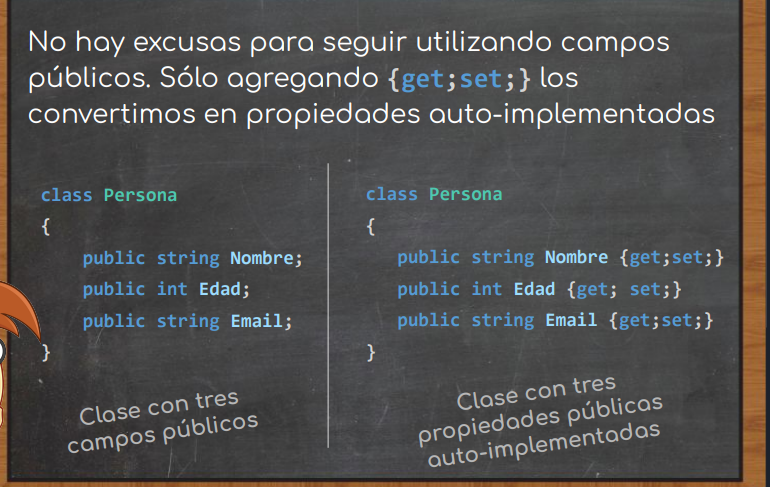 No hay excusas para seguir utilizando campos
públicos. Sólo agregando {get;set;} los
convertimos en propiedades auto-implementadas
class Persona
{
public string Nombre;
public int Edad;
public string Email;
}
Clase con tres
campos públicos
class Persona
{
public string Nombre {get;set;}
public int Edad {get; set;}
public string Email {get;set;}
}
Clase con tres
propiedades públicas
auto-implementadas